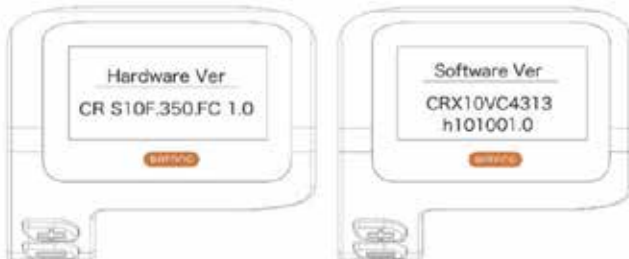 Hardware Ver
CR S10F.350.FC 1.0
Software Ver
CRX10VC4313
h101001.0